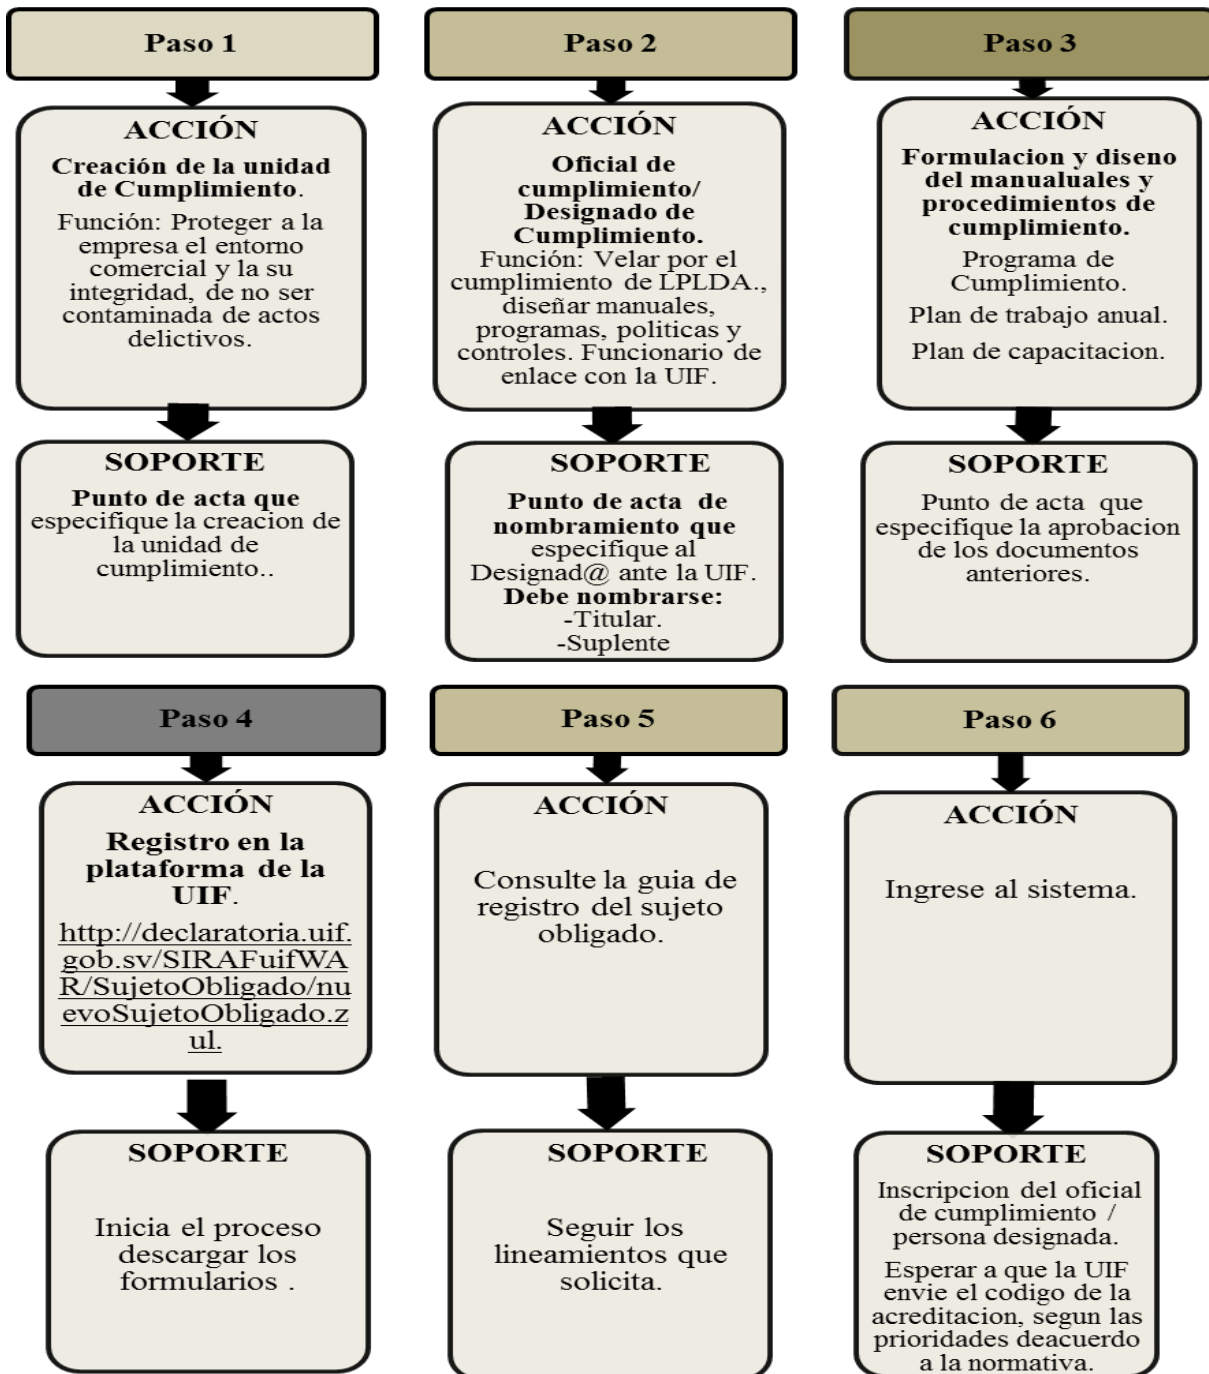 Paso 1
ACCIÓN
Creación de la unidad
de Cumplimiento.
Función: Proteger a la
empresa el entorno
comercial y la su
integridad, de no ser
contaminada de actos
delictivos.
SOPORTE
Punto de acta que
especifique la creacion de
la unidad de
cumplimiento..
Paso 2
ACCIÓN
Oficial de
cumplimiento/
Designado de
Cumplimiento.
Función: Velar por el
cumplimiento de LPLDA.,
diseñar manuales,
programas, politicas y
controles. Funcionario de
enlace con la UIF.
SOPORTE
Punto de acta de
nombramiento que
especifique al
Designad@ ante la UIF.
Debe nombrarse:
-Titular.
-Suplente
Paso 3
ACCIÓN
Formulacion y diseno
del manualuales y
procedimientos de
cumplimiento.
Programa de
Cumplimiento.
Plan de trabajo anual.
Plan de capacitacion.
SOPORTE
Punto de acta que
especifique la aprobacion
de los documentos
anteriores.
Paso 4
ACCIÓN
Registro en la
plataforma de la
UIF.
http://declaratoria.uif.
gob.sv/SIRAFuifWA
R/SujetoObligado/nu
evoSujetoObligado.z
ul.
SOPORTE
Inicia el proceso
descargar los
formularios .
Paso 5
ACCIÓN
Consulte la guia de
registro del sujeto
obligado.
SOPORTE
Seguir los
lineamientos que
solicita.
Paso 6
ACCIÓN
Ingrese al sistema.
SOPORTE
Inscripcion del oficial
de cumplimiento /
persona designada.
Esperar a que la UIF
envie el codigo de la
acreditacion, segun las
prioridades deacuerdo
a la normativa.